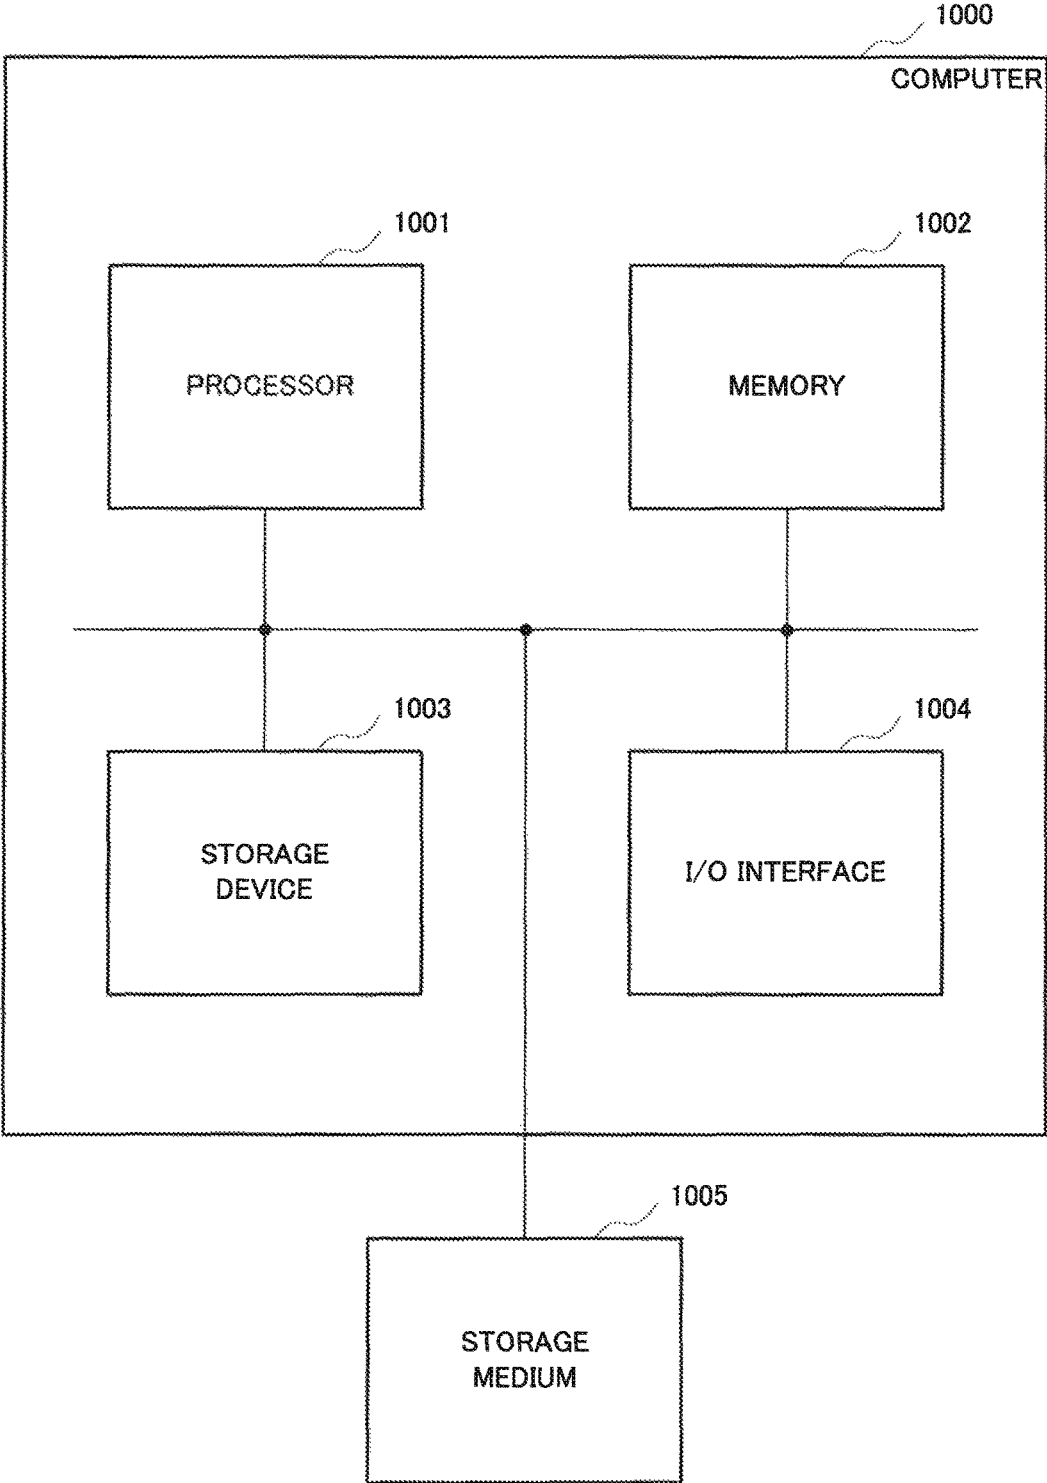 1000
COMPUTER
1001
1002
PROCESSOR
MEMORY
1003
1004
STORAGE
DEVICE
I/O INTERFACE
1005
STORAGE
MEDIUM